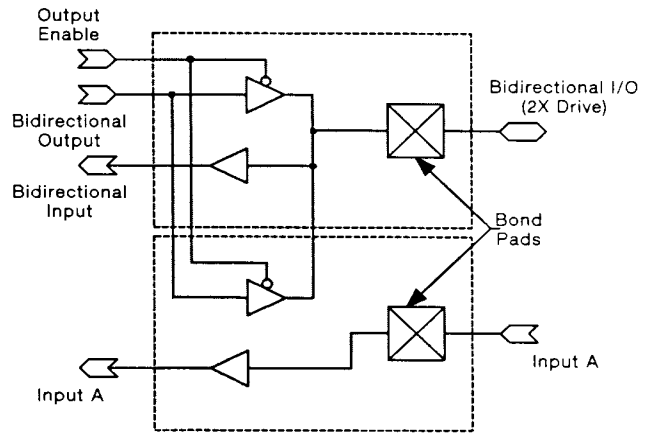 Output
Enable
Bidirectional I/O
(2X Drive)
Bidirectional
Output
Bidirectional
Input
Bond
Pads
Input A
Input A